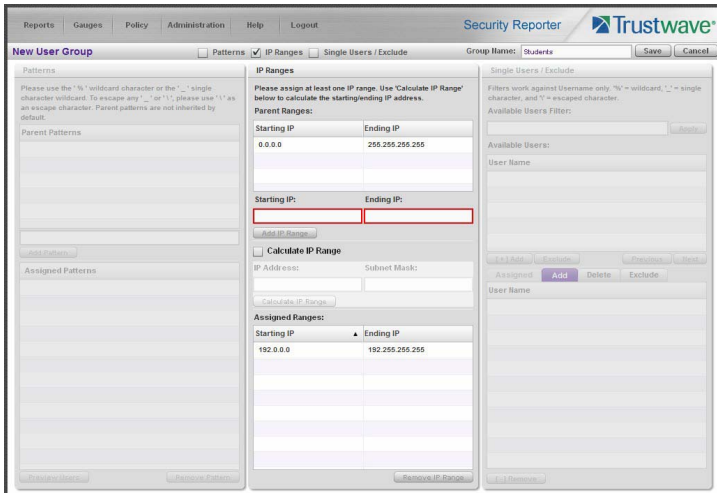 Reports Gauges Policy Administration Help Logout Security Reporter Trustwave®
New User Group Patterns IP Ranges Single Users / Exclude Group Name: Students Save Cancel
Patterns
Please use the ' % ' wildcard character or the ' _ ' single
character wildcard. To escape any ' _ ' or ' \ ', please use ' \ ' as
an escape character. Parent patterns are not inherited by
default.
Parent Patterns
Add Pattern
Assigned Patterns
Preview Users Remove Pattern
IP Ranges
Please assign at least one IP range. Use 'Calculate IP Range'
below to calculate the starting/ending IP address.
Parent Ranges:
Starting IP Ending IP
0.0.0.0 255.255.255.255
Starting IP: Ending IP:
Add IP Range
Calculate IP Range
IP Address: Subnet Mask:
Calculate IP Range
Assigned Ranges:
Starting IP ▲ Ending IP
192.0.0.0 192.255.255.255
Remove IP Range
Single Users / Exclude
Filters work against Username only. '%' = wildcard, '_' = single
character, and '\' = escaped character.
Available Users Filter:
Apply
Available Users:
User Name
[+] Add Exclude Previous Next
Assigned Add Delete Exclude
User Name
[-] Remove